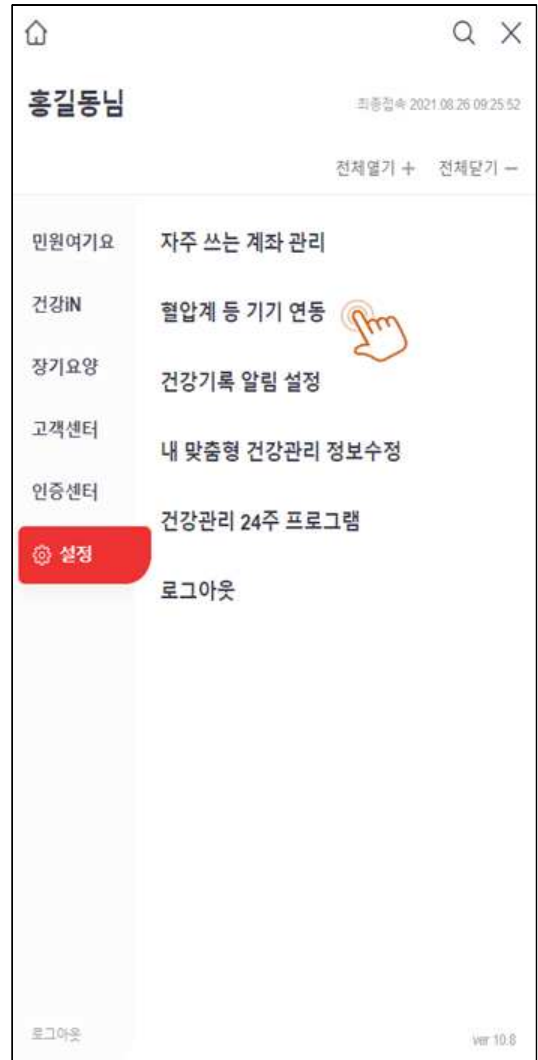 홍길동님
최종접속 2021.08.26 09:25:52
전체열기 + 전체닫기 −
민원여기요
자주 쓰는 계좌 관리
건강iN
혈압계 등 기기 연동
장기요양
건강기록 알림 설정
고객센터
내 맞춤형 건강관리 정보수정
인증센터
건강관리 24주 프로그램
설정
로그아웃
로그아웃
ver 10.8